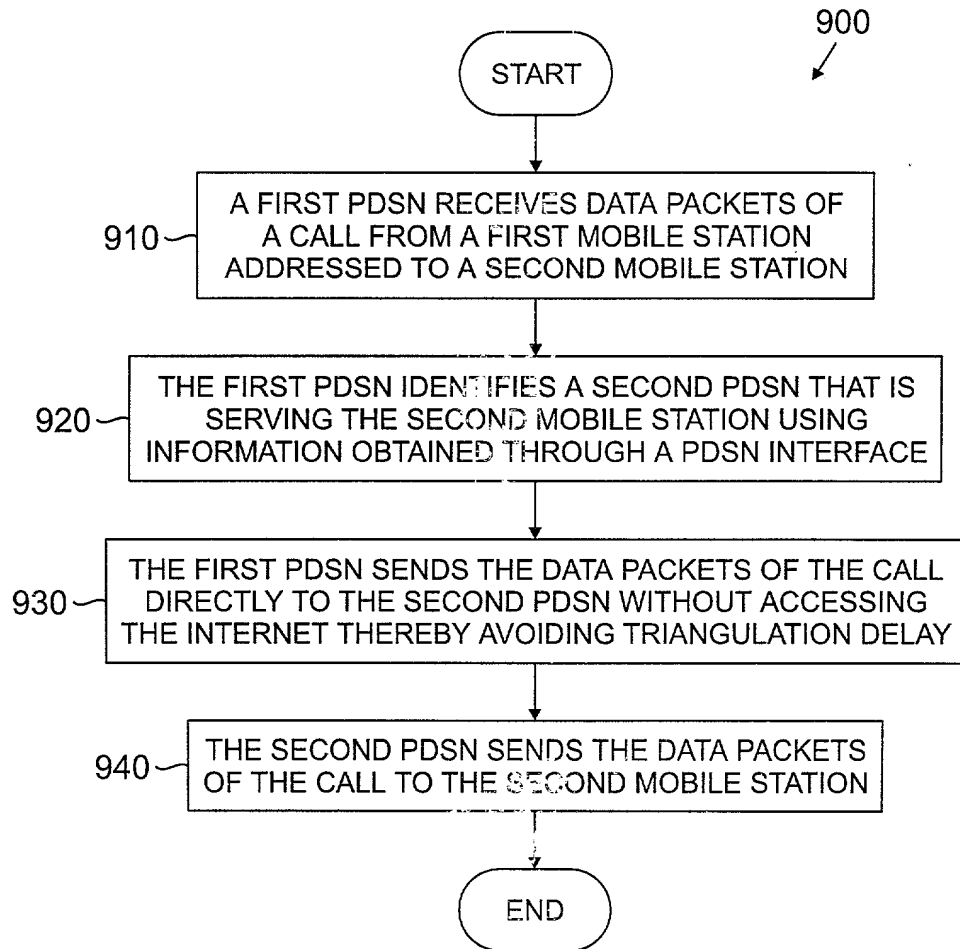 900
START
910
A FIRST PDSN RECEIVES DATA PACKETS OF
A CALL FROM A FIRST MOBILE STATION
ADDRESSED TO A SECOND MOBILE STATION
920
THE FIRST PDSN IDENTIFIES A SECOND PDSN THAT IS
SERVING THE SECOND MOBILE STATION USING
INFORMATION OBTAINED THROUGH A PDSN INTERFACE
930
THE FIRST PDSN SENDS THE DATA PACKETS OF THE CALL
DIRECTLY TO THE SECOND PDSN WITHOUT ACCESSING
THE INTERNET THEREBY AVOIDING TRIANGULATION DELAY
940
THE SECOND PDSN SENDS THE DATA PACKETS
OF THE CALL TO THE SECOND MOBILE STATION
END